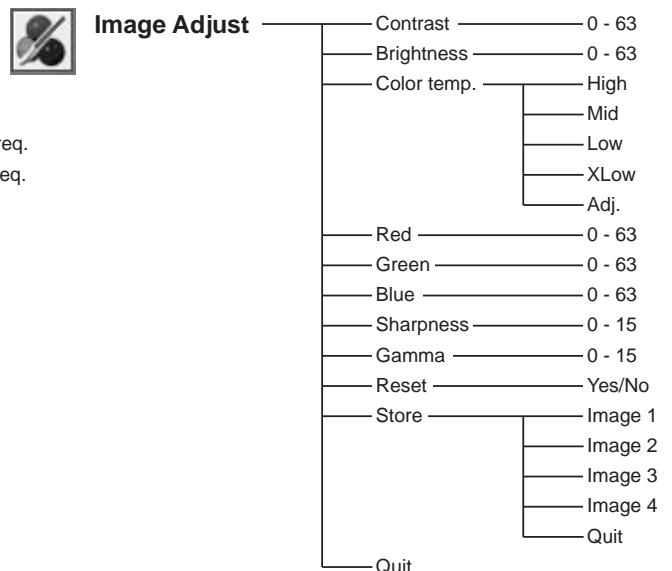 Image Adjust
Contrast 0 - 63
Brightness 0 - 63
Color temp. High
Mid
Low
XLow
Adj.
Red 0 - 63
Green 0 - 63
Blue 0 - 63
Sharpness 0 - 15
Gamma 0 - 15
Reset Yes/No
Store Image 1
Image 2
Image 3
Image 4
Quit
Quit
eq.